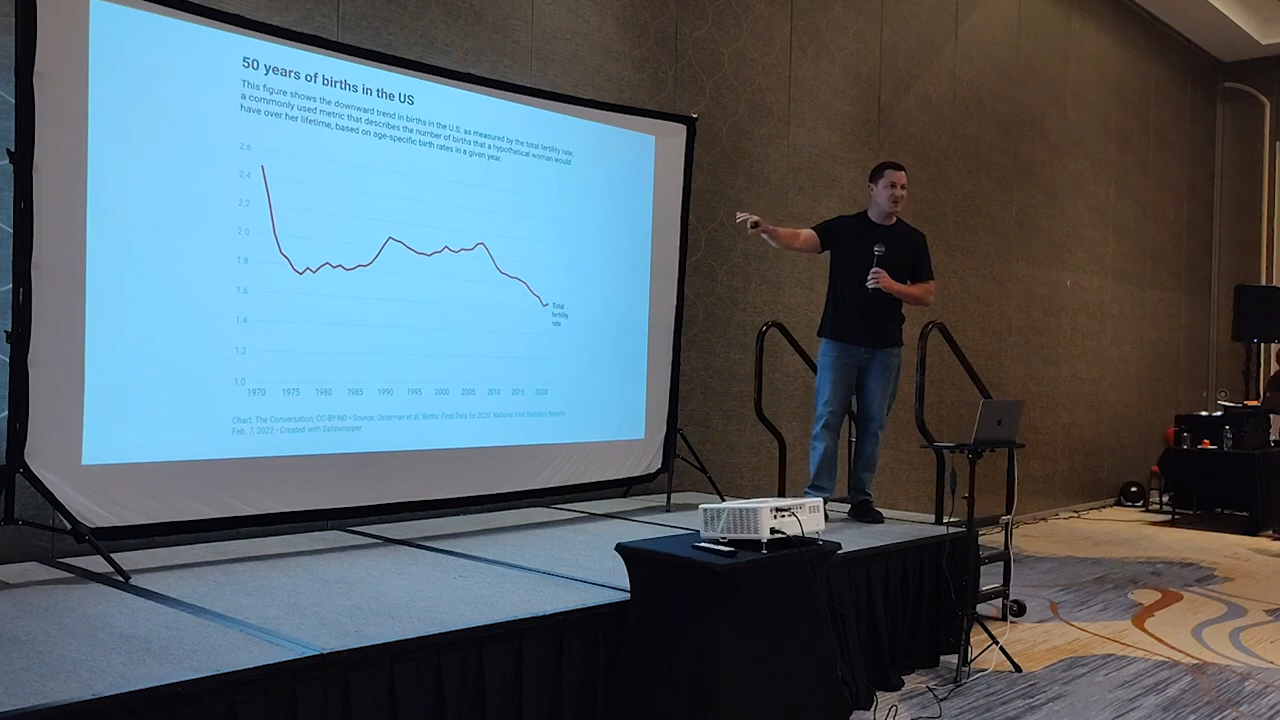 50 years of births in the US
This figure shows the downward trend in births in the U.S. as measured by the total fertility rate,
a commonly used metric that describes the number of births that a hypothetical woman would
have over her lifetime, based on age-specific birth rates in a given year.
2.6
2.4
2.2
2.0
1.8
1.6
1.4
1.2
1.0
Total
fertility
rate
1970 1975 1980 1985 1990 1995 2000 2005 2010 2015 2020
Chart: The Conversation, CC-BY-ND • Source: Osterman et al, 'Births: Final Data for 2020' National Vital Statistics Reports
Feb. 7, 2022 • Created with Datawrapper